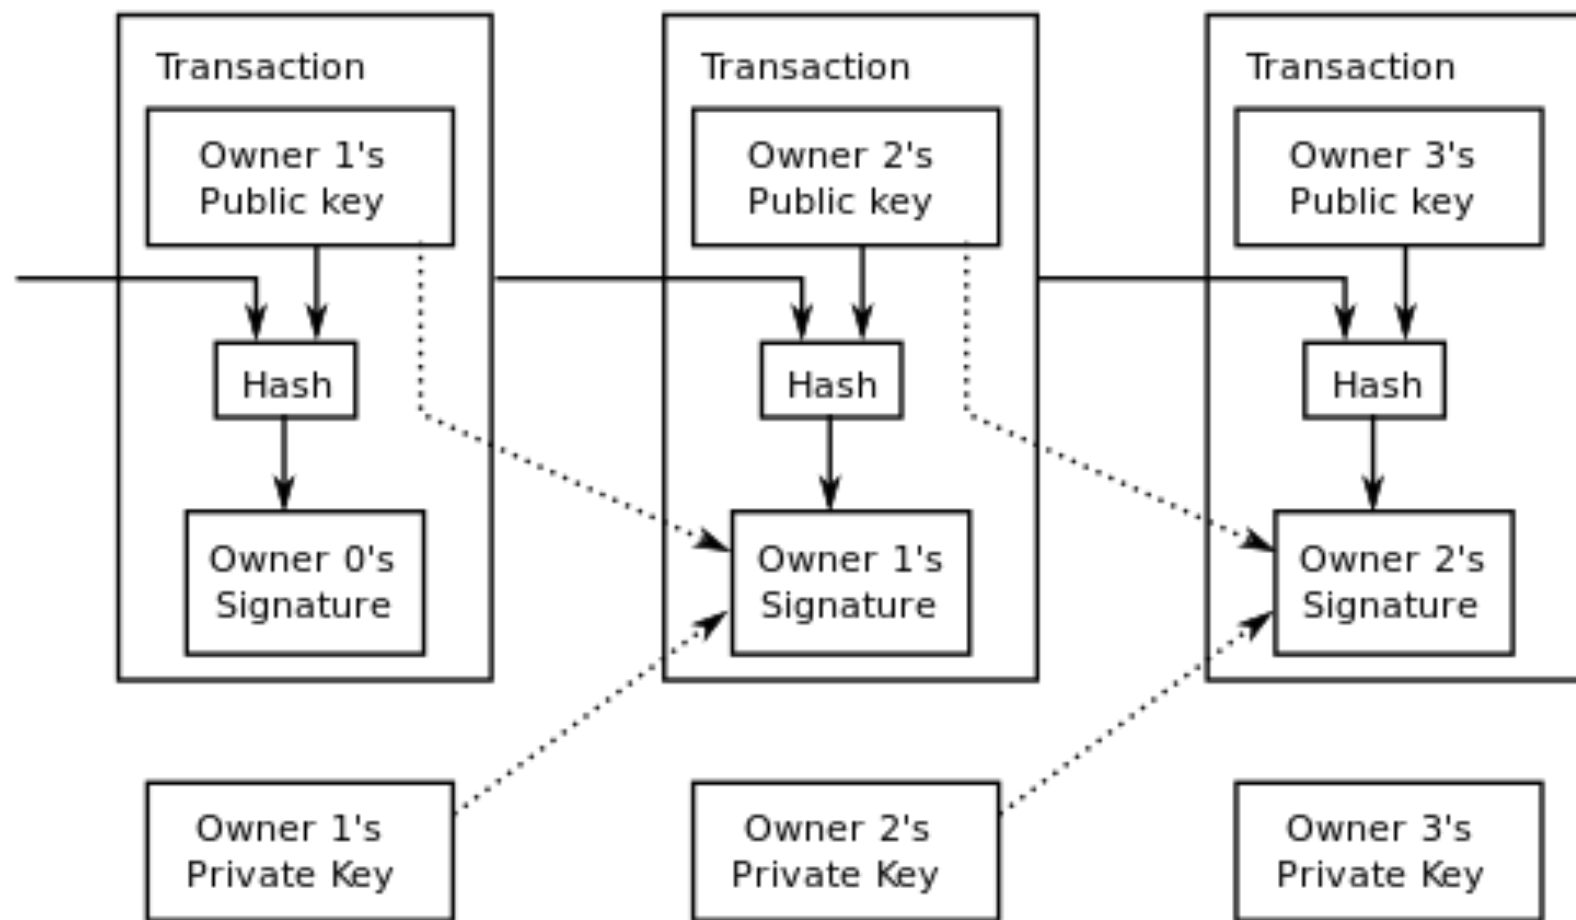 Transaction
Owner 1's
Public key
Hash
Owner 0's
Signature
Transaction
Owner 2's
Public key
Hash
Owner 1's
Signature
Transaction
Owner 3's
Public key
Hash
Owner 2's
Signature
Owner 1's
Private Key
Owner 2's
Private Key
Owner 3's
Private Key